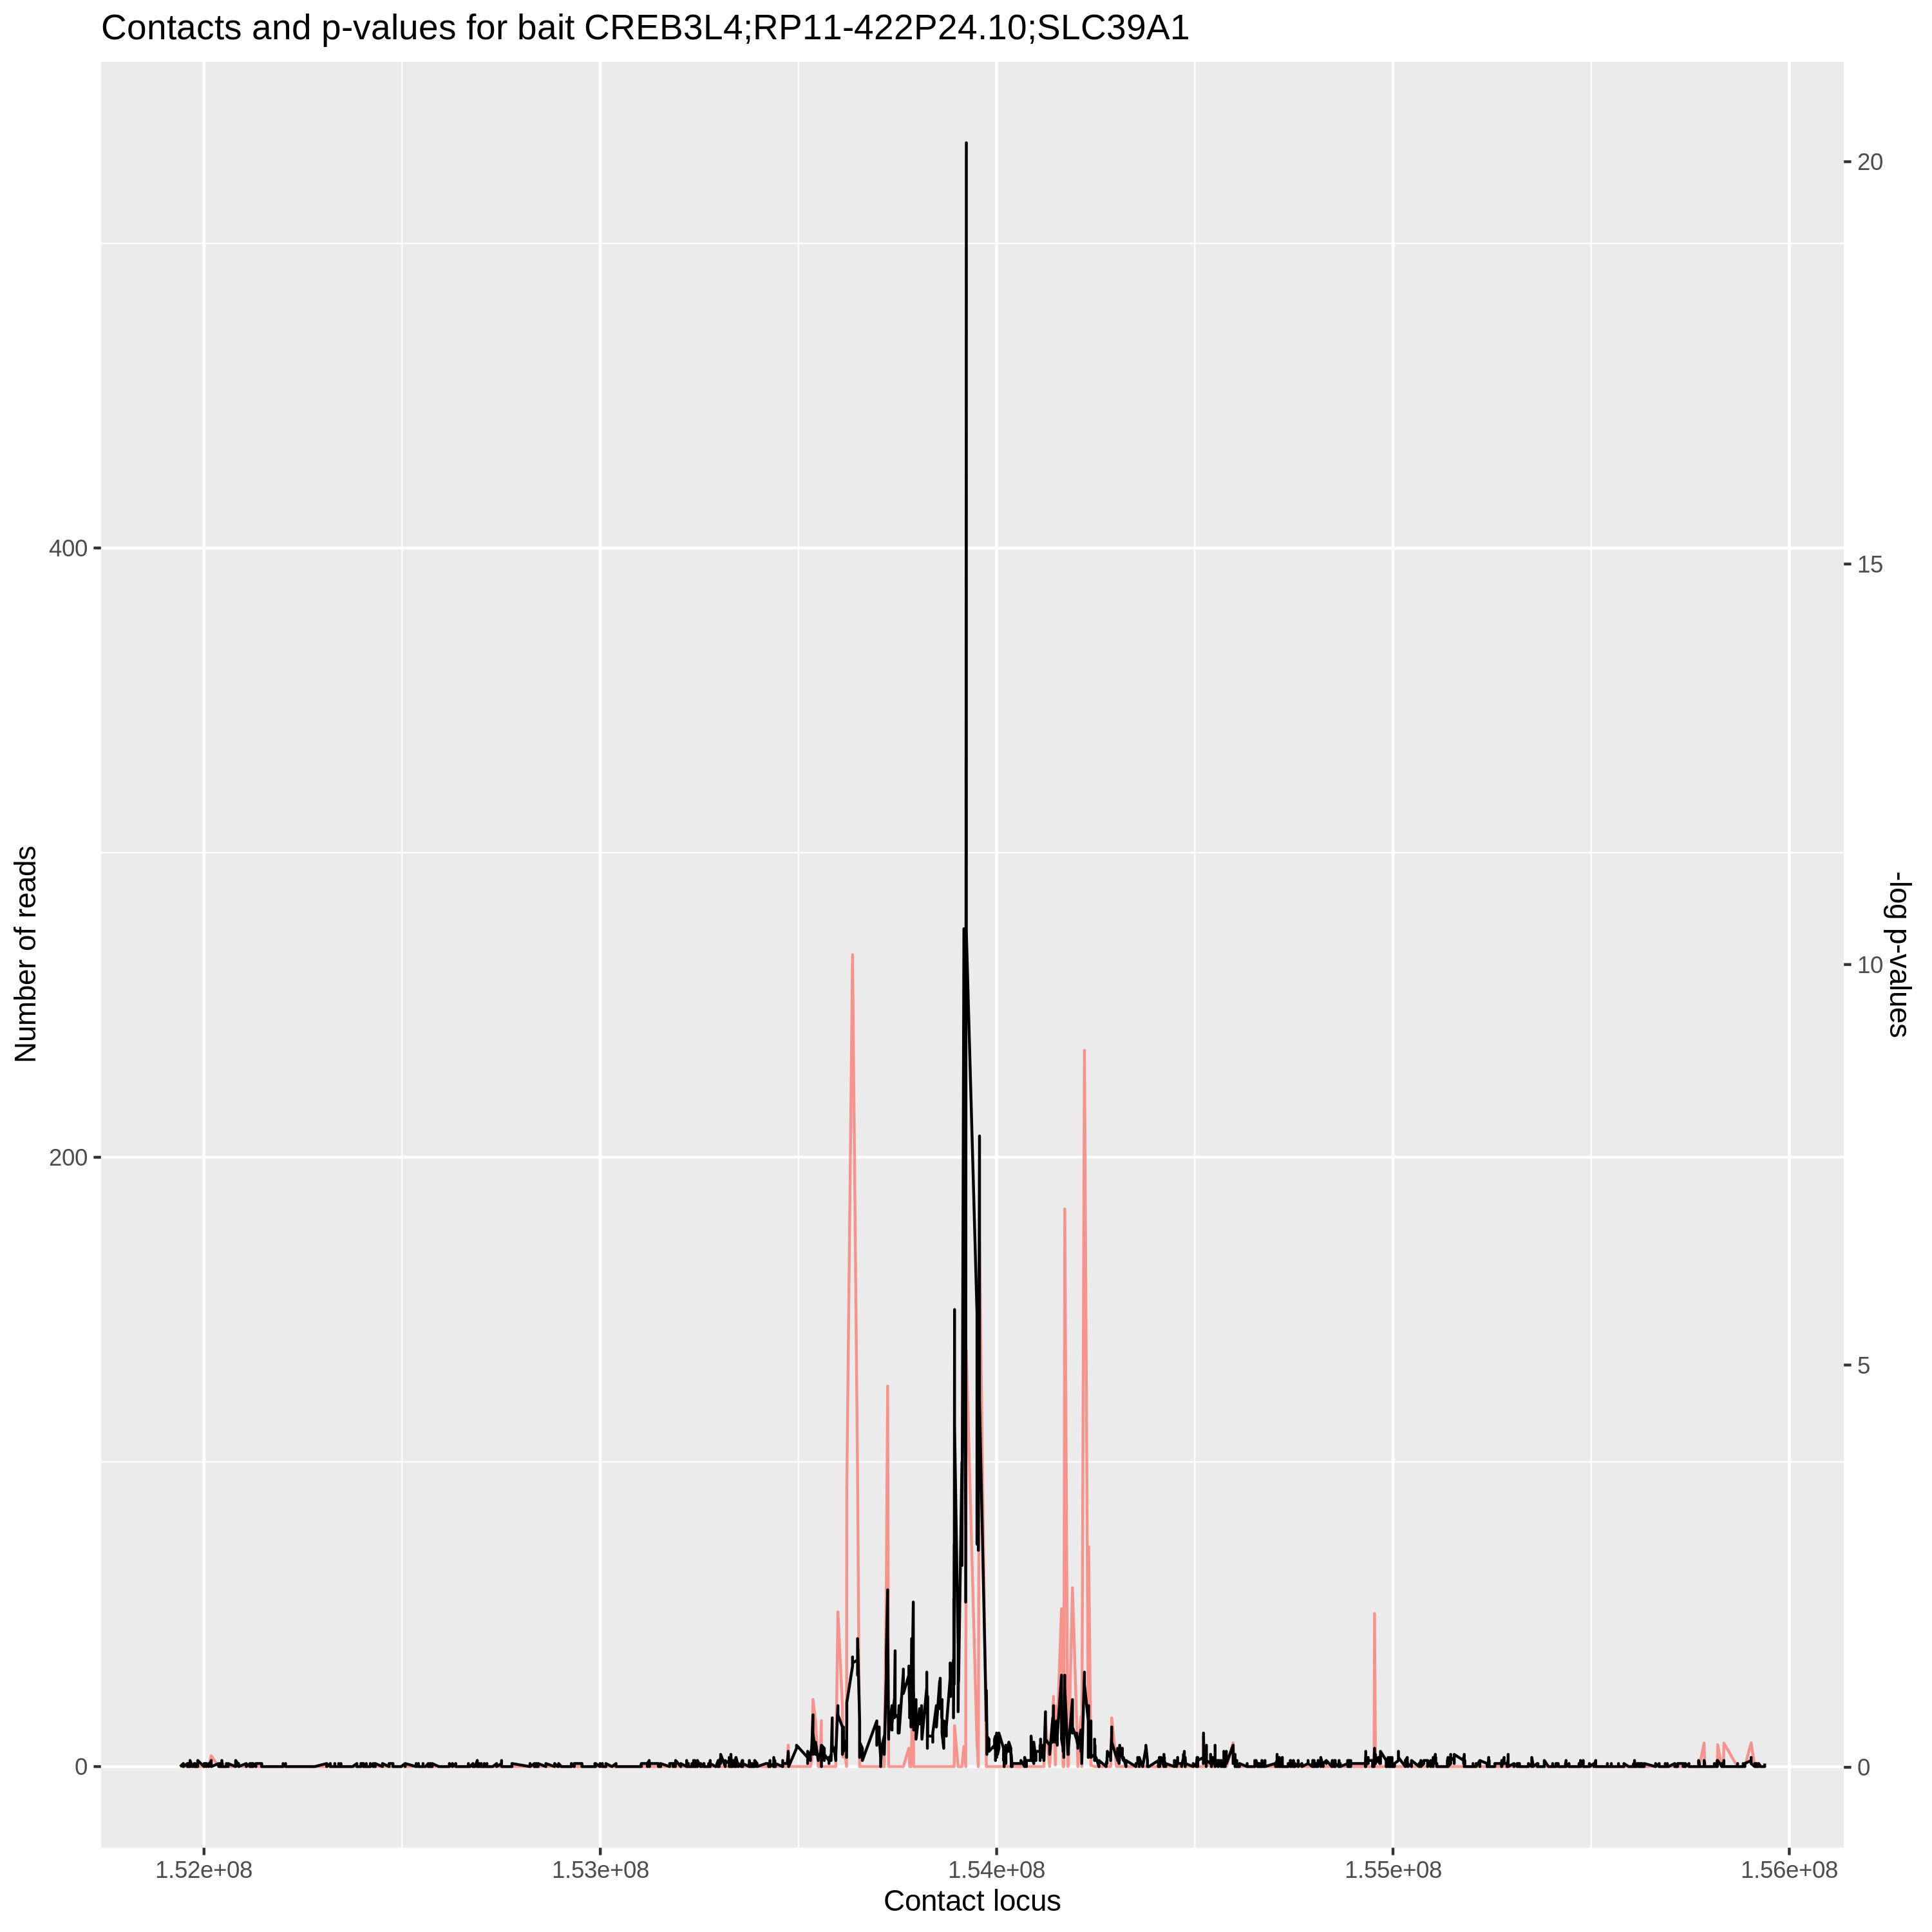 Contacts and p-values for bait CREB3L4;RP11-422P24.10;SLC39A1
Number of reads
400
200
0
20
15
10
5
0
-log p-values
1.52e+08
1.53e+08
1.54e+08
1.55e+08
1.56e+08
Contact locus